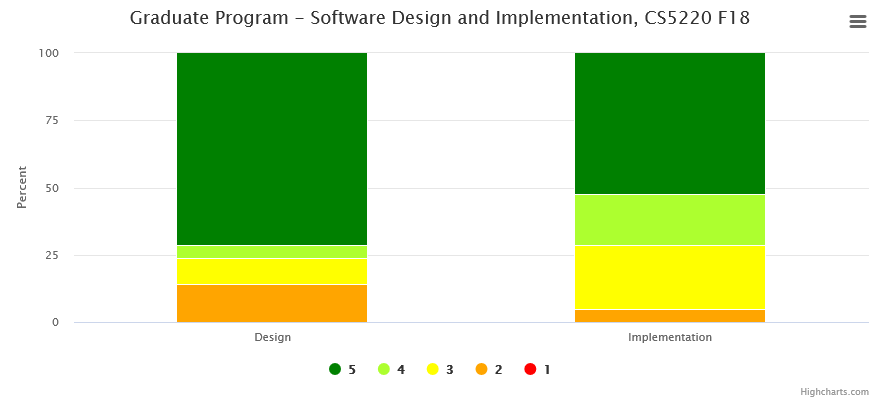 Graduate Program - Software Design and Implementation, CS5220 F18
100
75
50
25
0
Percent
Design
Implementation
5 4 3 2 1
Highcharts.com